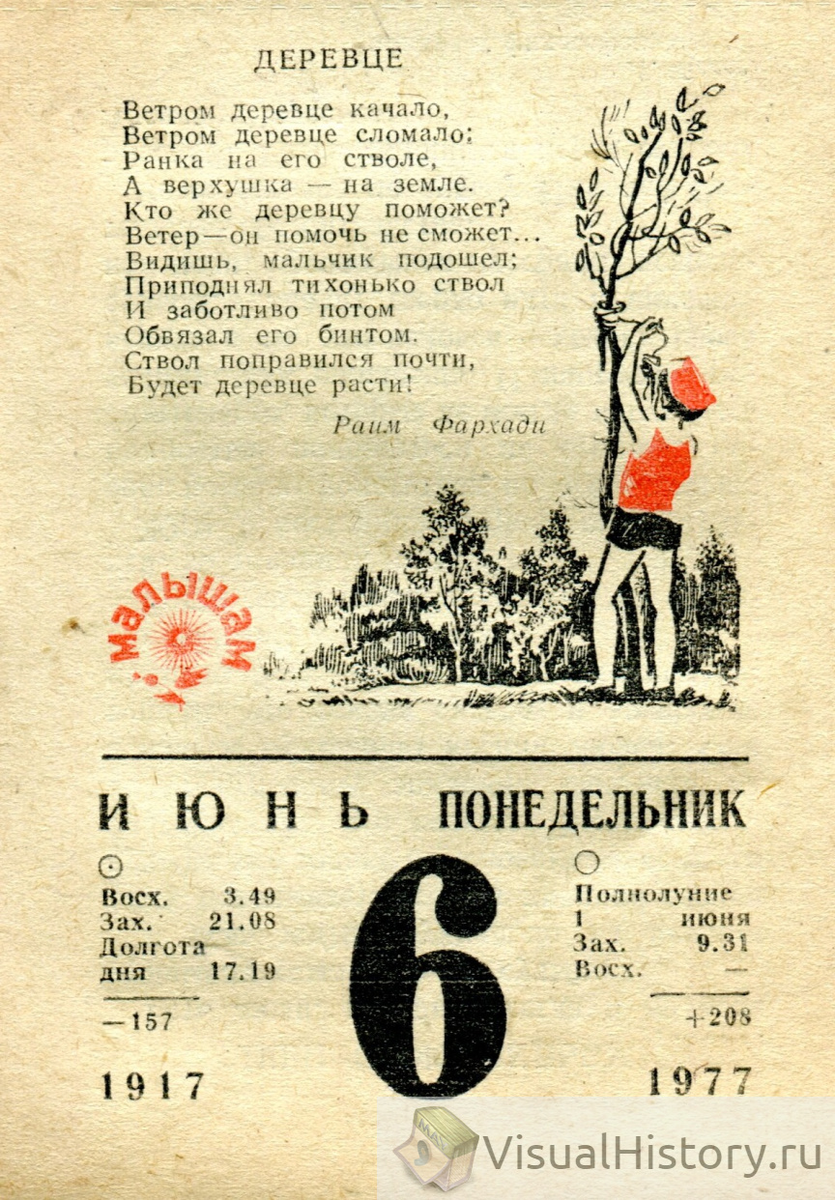 ДЕРЕВЦЕ
Ветром деревце качало,
Ветром деревце сломало:
Ранка на его стволе,
А верхушка — на земле.
Кто же деревцу поможет?
Ветер—он помочь не сможет...
Видишь, мальчик подошел;
Приподнял тихонько ствол
И заботливо потом
Обвязал его бинтом.
Ствол поправился почти,
Будет деревце расти!
Раим Фархади
малышам
ИЮНЬ ПОНЕДЕЛЬНИК
Восх. 3.49
Зах. 21.08
Долгота
дня 17.19
—157
1917
6
Полнолуние
1 июня
Зах. 9.31
Восх. —
+208
1977
VisualHistory.ru